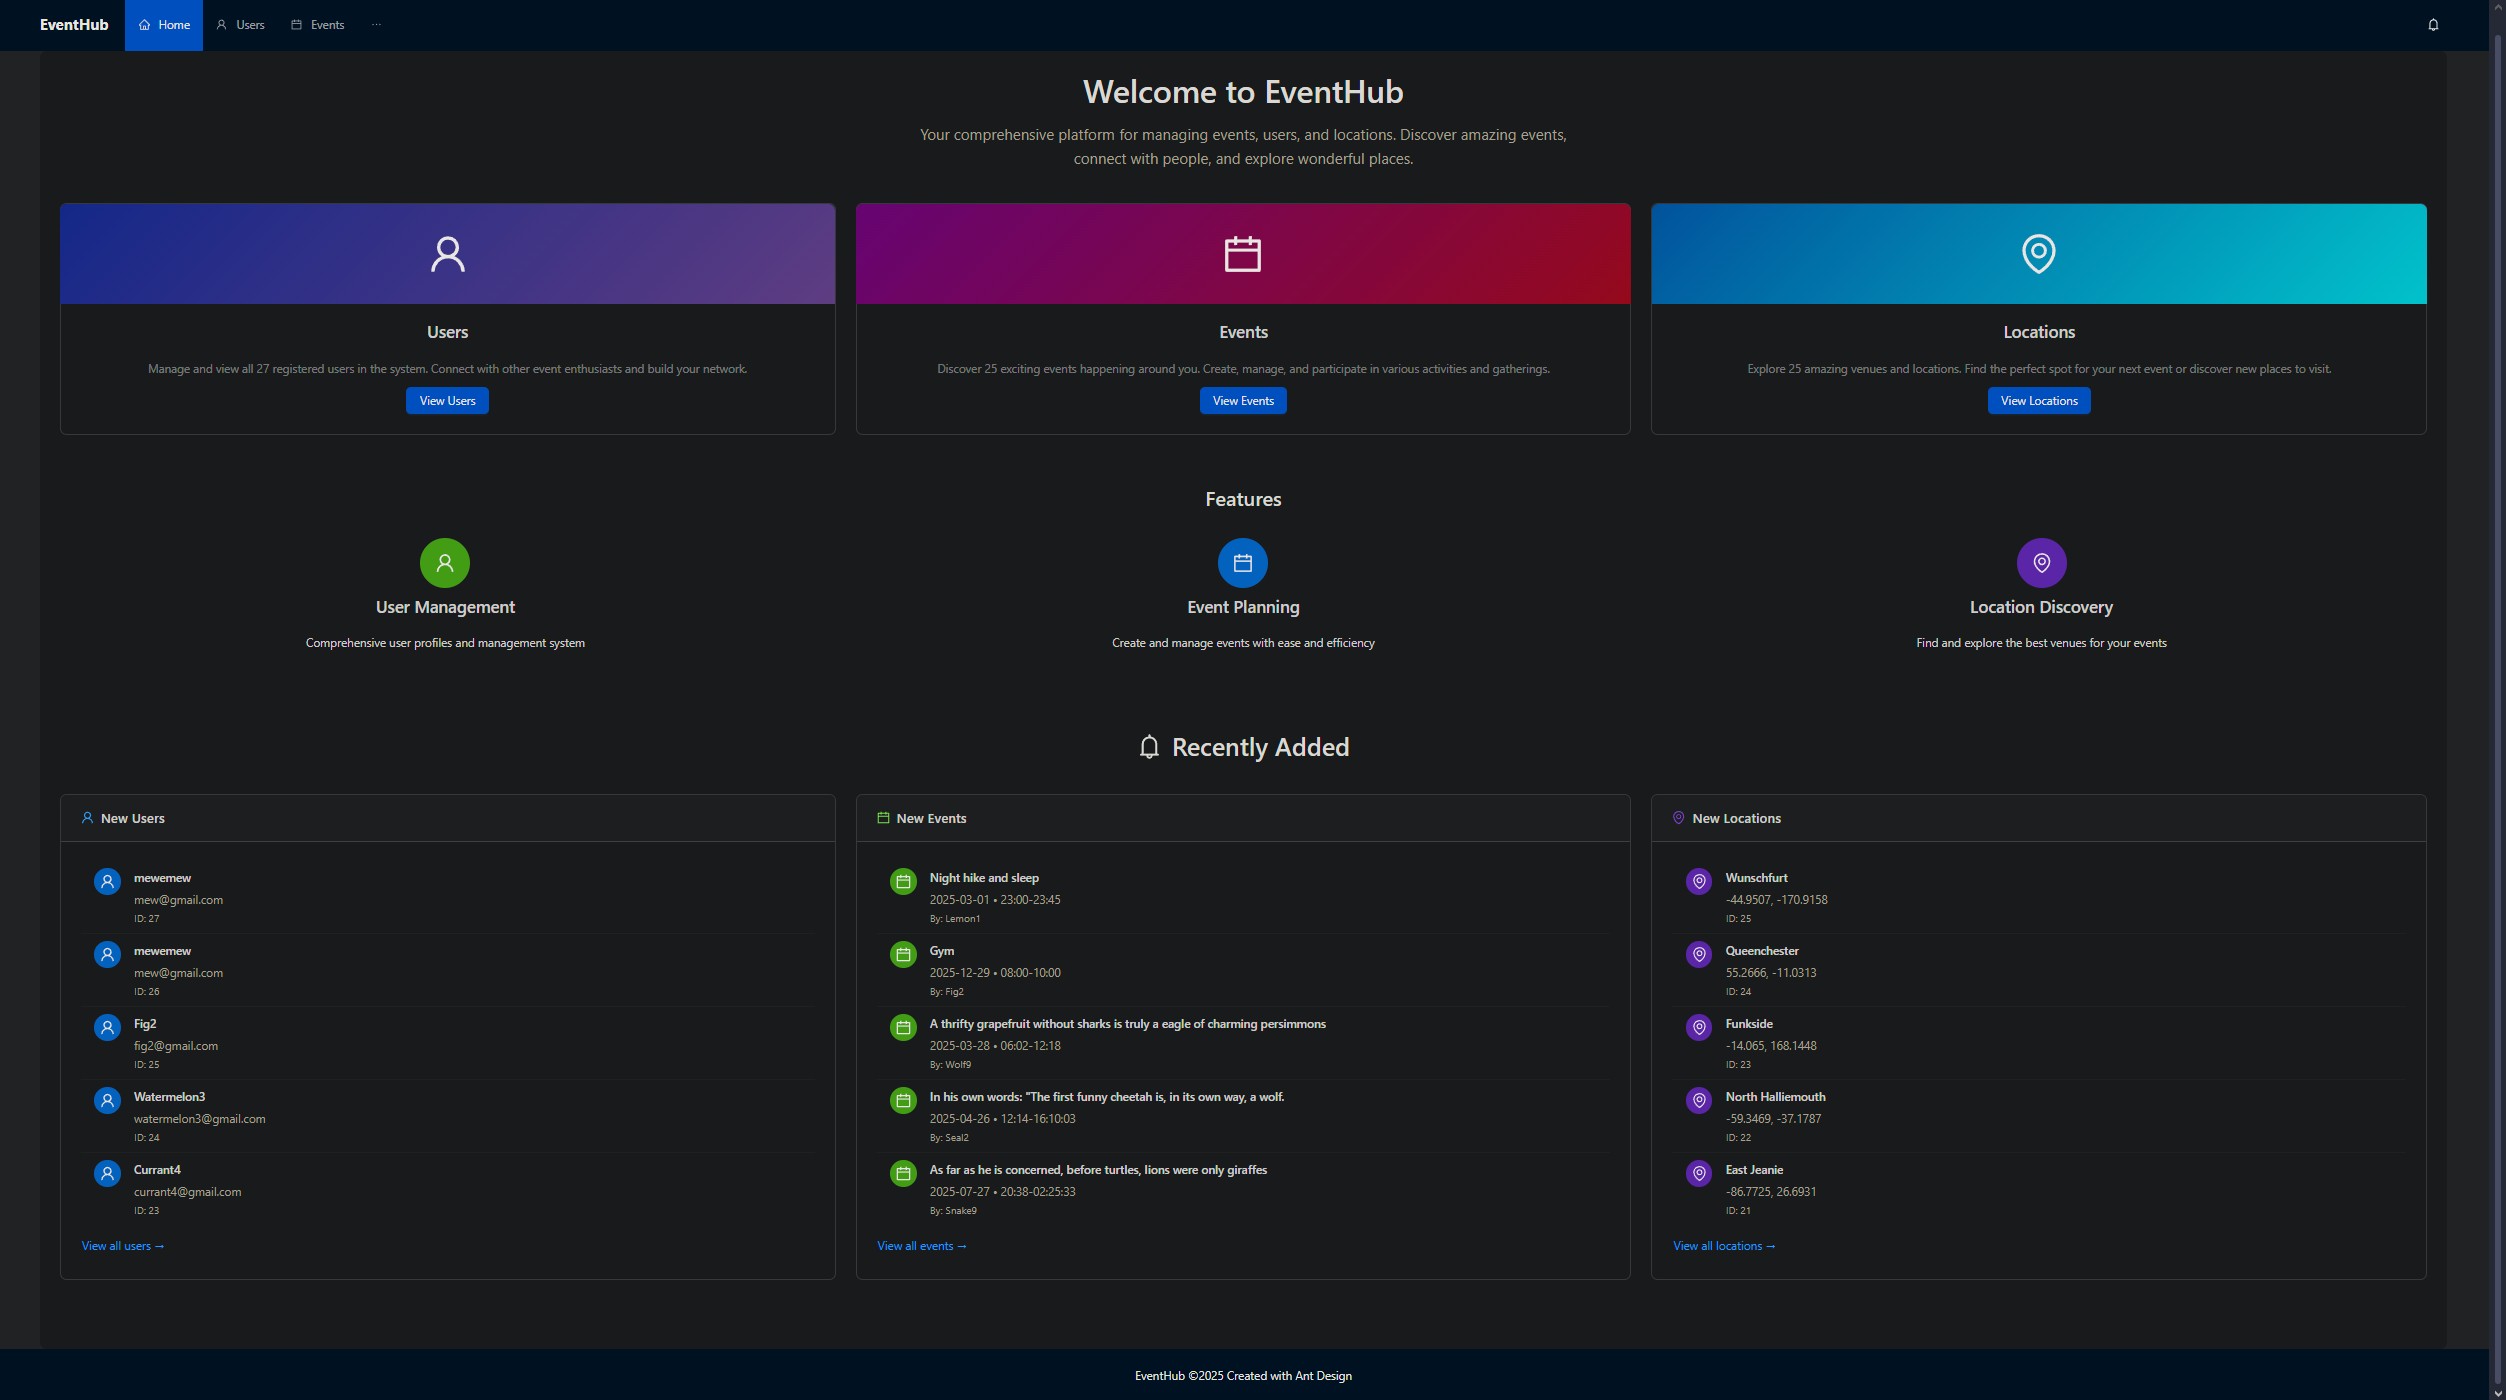 EventHub
Home
Users
Events
···
Welcome to EventHub
Your comprehensive platform for managing events, users, and locations. Discover amazing events,
connect with people, and explore wonderful places.
Users
Manage and view all 27 registered users in the system. Connect with other event enthusiasts and build your network.
View Users
Events
Discover 25 exciting events happening around you. Create, manage, and participate in various activities and gatherings.
View Events
Locations
Explore 25 amazing venues and locations. Find the perfect spot for your next event or discover new places to visit.
View Locations
Features
User Management
Comprehensive user profiles and management system
Event Planning
Create and manage events with ease and efficiency
Location Discovery
Find and explore the best venues for your events
Recently Added
New Users
mewemew
mew@gmail.com
ID: 27
mewemew
mew@gmail.com
ID: 26
Fig2
fig2@gmail.com
ID: 25
Watermelon3
watermelon3@gmail.com
ID: 24
Currant4
currant4@gmail.com
ID: 23
View all users →
New Events
Night hike and sleep
2025-03-01 • 23:00-23:45
By: Lemon1
Gym
2025-12-29 • 08:00-10:00
By: Fig2
A thrifty grapefruit without sharks is truly a eagle of charming persimmons
2025-03-28 • 06:02-12:18
By: Wolf9
In his own words: "The first funny cheetah is, in its own way, a wolf.
2025-04-26 • 12:14-16:10:03
By: Seal2
As far as he is concerned, before turtles, lions were only giraffes
2025-07-27 • 20:38-02:25:33
By: Snake9
View all events →
New Locations
Wunschfurt
-44.9507, -170.9158
ID: 25
Queenchester
55.2666, -11.0313
ID: 24
Funkside
-14.065, 168.1448
ID: 23
North Halliemouth
-59.3469, -37.1787
ID: 22
East Jeanie
-86.7725, 26.6931
ID: 21
View all locations →
EventHub ©2025 Created with Ant Design